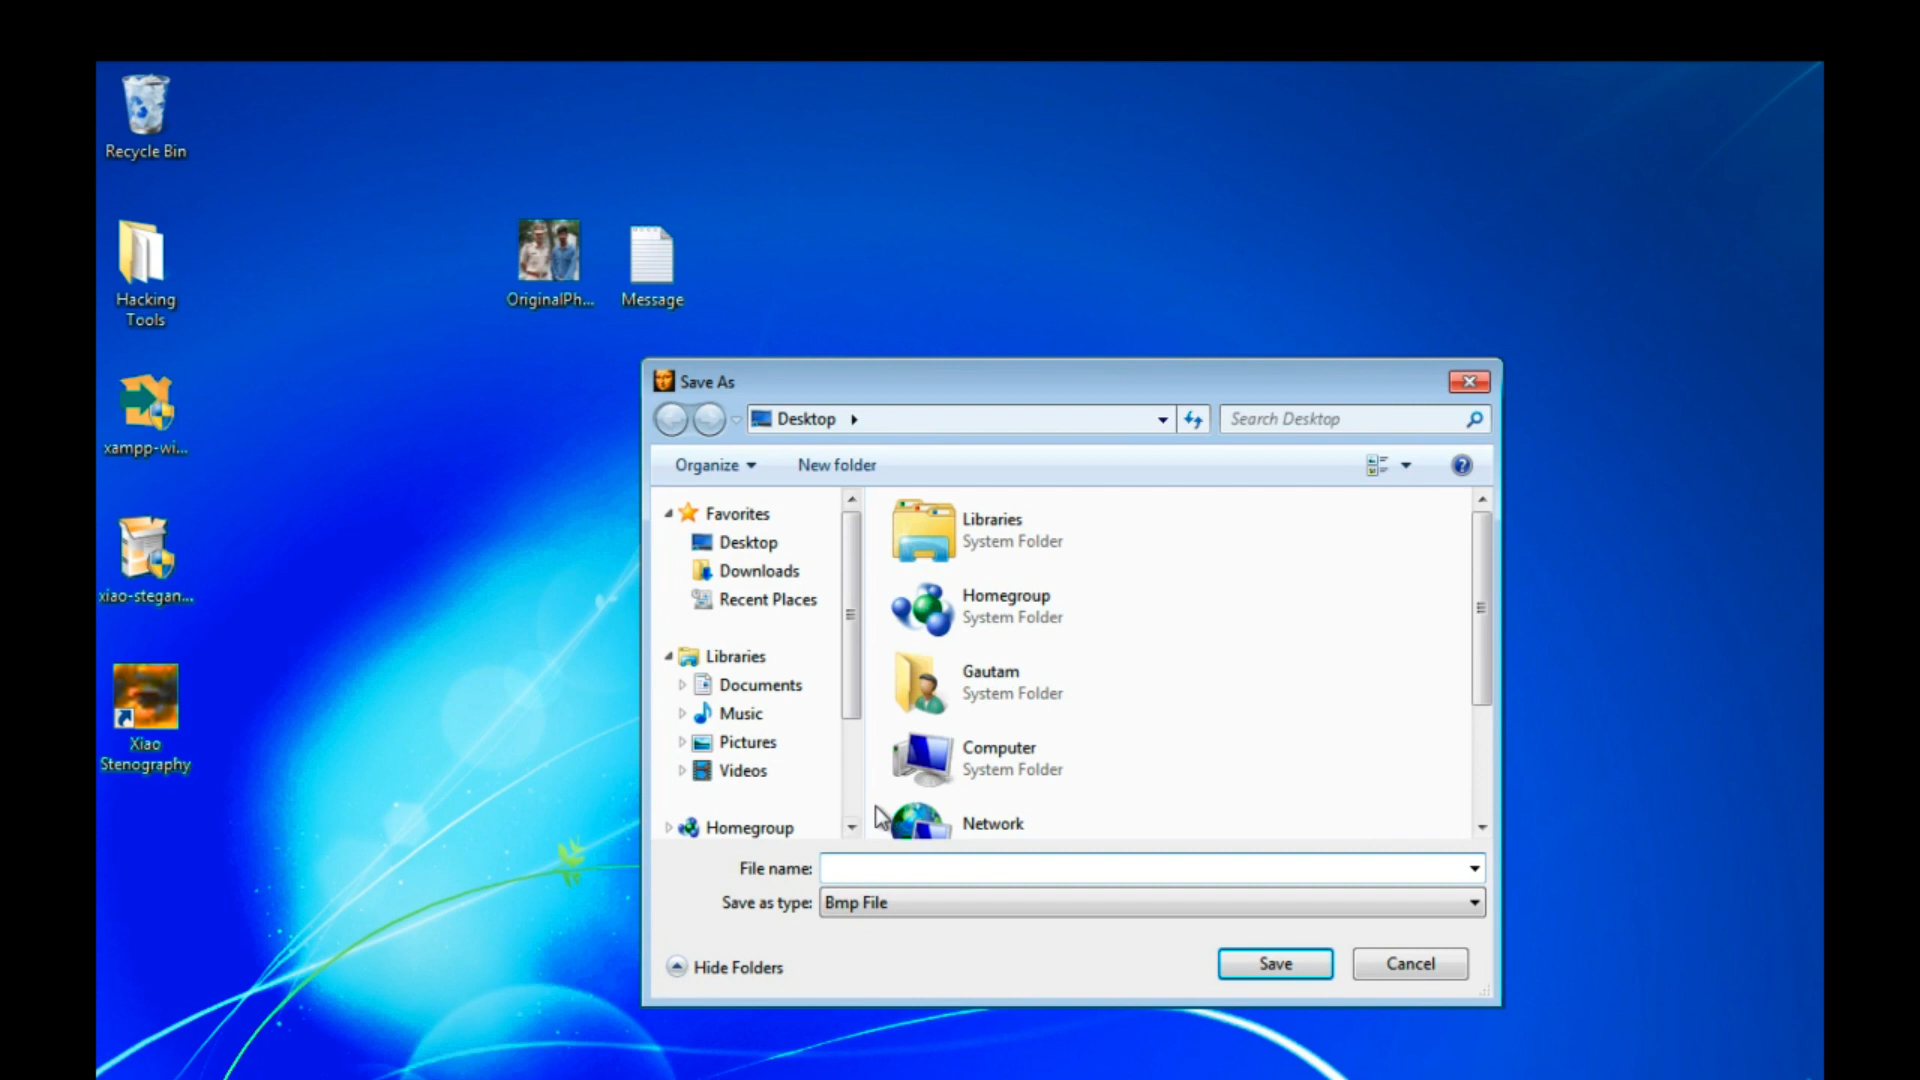 Recycle Bin
Hacking
Tools
xampp-wi...
xiao-stegan...
Xiao
Stenography
OriginalPh...
Message
Save As
Desktop
Search Desktop
Organize
New folder
Favorites
Desktop
Downloads
Recent Places
Libraries
Documents
Music
Pictures
Videos
Homegroup
Libraries
System Folder
Homegroup
System Folder
Gautam
System Folder
Computer
System Folder
Network
File name:
Save as type: Bmp File
Hide Folders
Save
Cancel